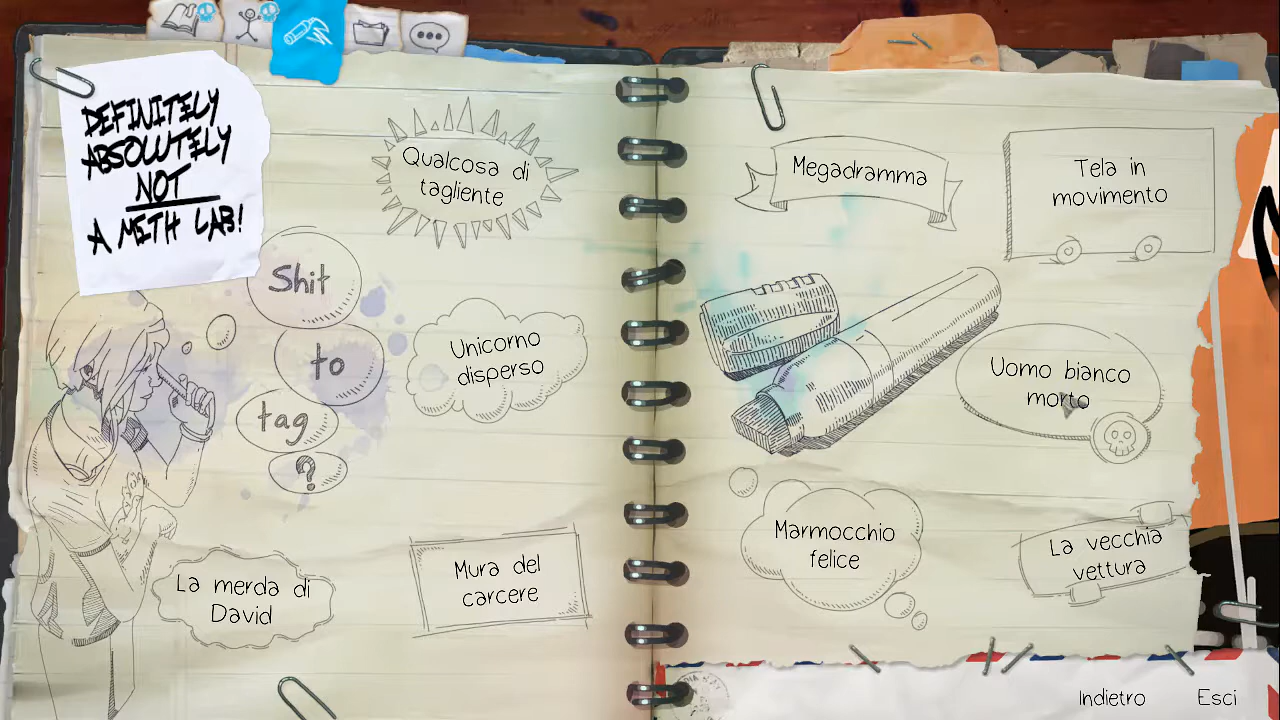 DEFINITELY
ABSOLUTELY
NOT
A METH LAB!
Shit
to
tag
?
Qualcosa di
tagliente
Unicorno
disperso
La merda di
David
Mura del
carcere
Megadramma
Tela in
movimento
Uomo bianco
morto
Marmocchio
felice
La vecchia
vettura
Indietro
Esci